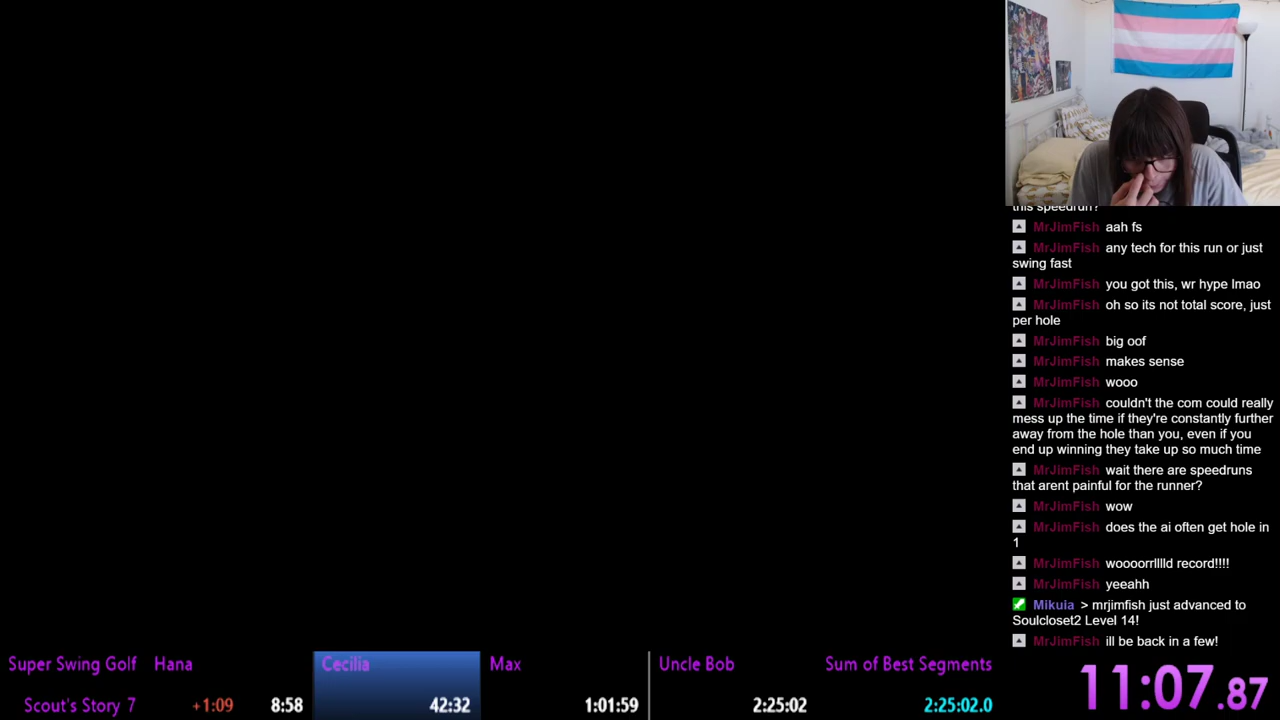 this speedrun?
MrJimFish aah fs
MrJimFish any tech for this run or just
swing fast
MrJimFish you got this, wr hype lmao
MrJimFish oh so its not total score, just
per hole
MrJimFish big oof
MrJimFish makes sense
MrJimFish wooo
MrJimFish couldn't the com could really
mess up the time if they're constantly further
away from the hole than you, even if you
end up winning they take up so much time
MrJimFish wait there are speedruns
that arent painful for the runner?
MrJimFish wow
MrJimFish does the ai often get hole in
1
MrJimFish woooorrlllld record!!!!
MrJimFish yeeahh
Mikuia > mrjimfish just advanced to
Soulcloset2 Level 14!
MrJimFish ill be back in a few!
Super Swing Golf Hana Cecilia Max Uncle Bob Sum of Best Segments
Scout's Story 7 +1:09 8:58 42:32 1:01:59 2:25:02 2:25:02.0
11:07.87